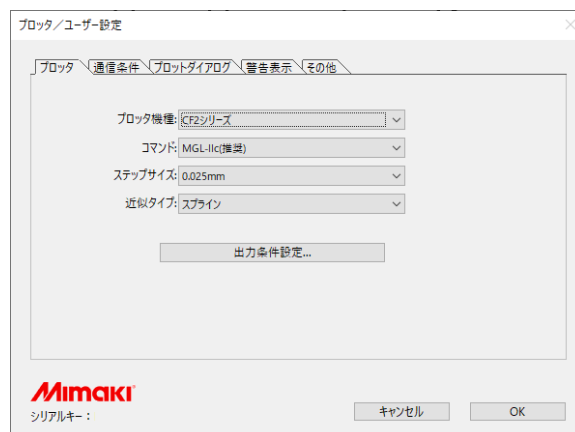 プロッタ／ユーザー設定
プロッタ 通信条件 プロットダイアログ 警告表示 その他
プロッタ機種: CF2シリーズ
コマンド: MGL-IIc(推奨)
ステップサイズ: 0.025mm
近似タイプ: スプライン
出力条件設定...
Mimaki
シリアルキー：
キャンセル OK